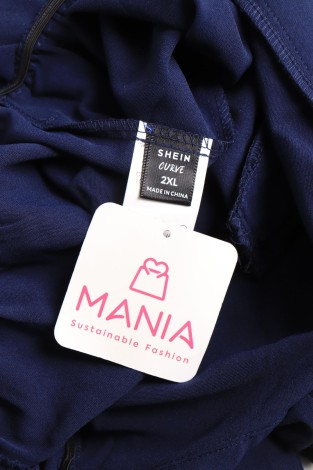 SHEIN
CURVE
2XL
MADE IN CHINA
MANIA
Sustainable Fashion